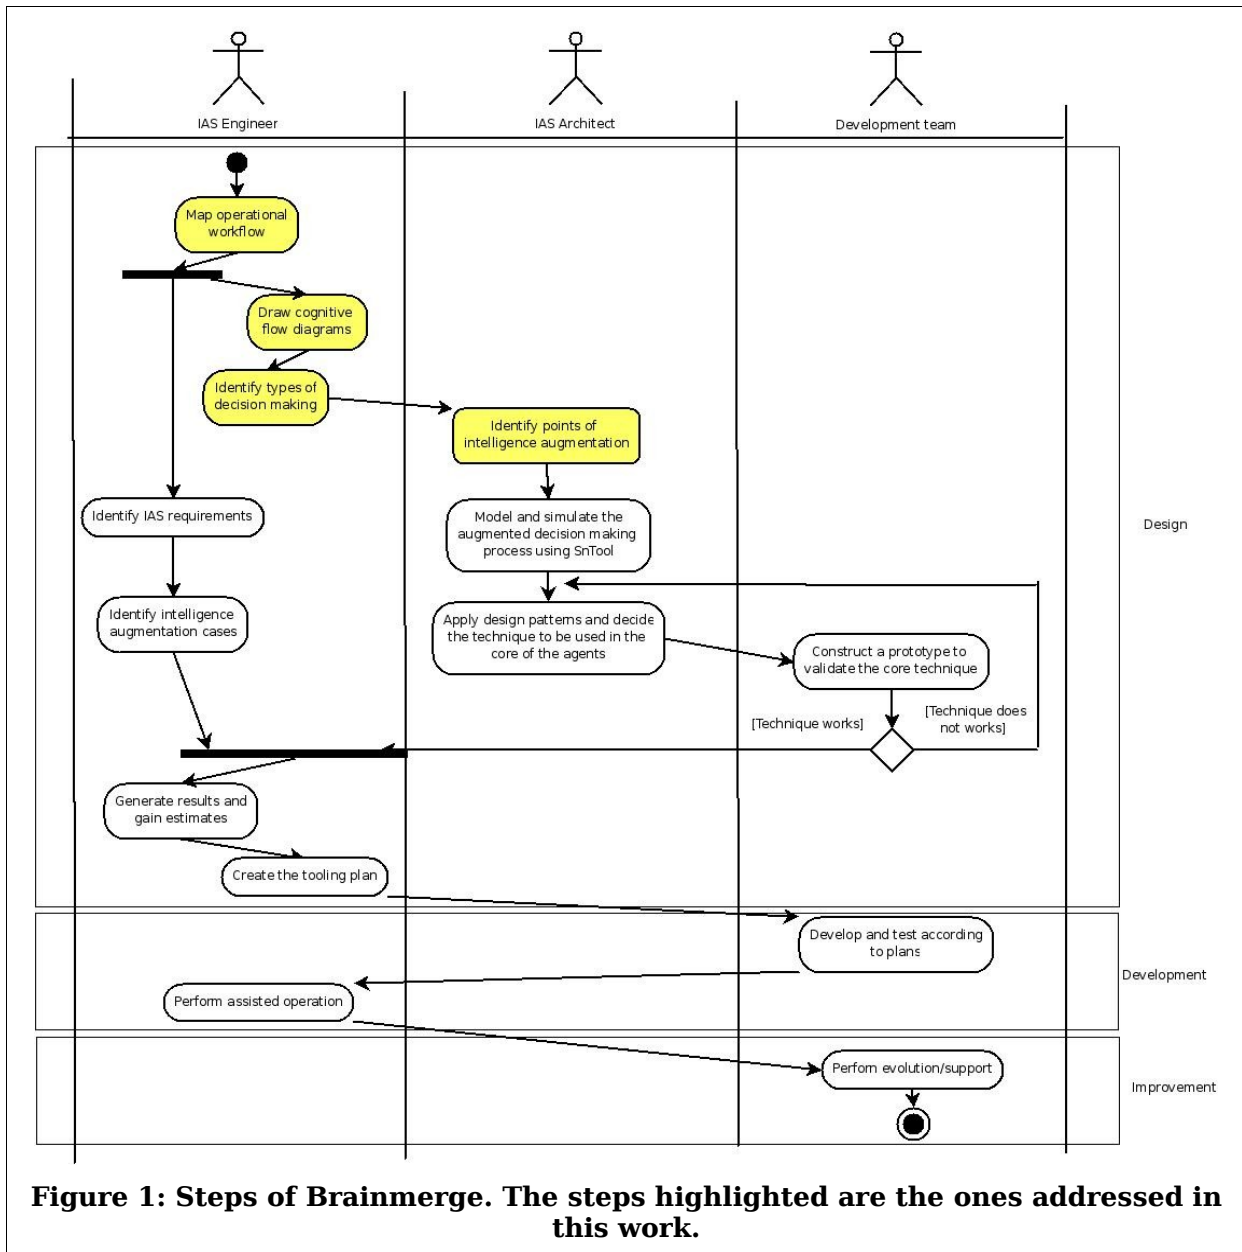 IAS Engineer
IAS Architect
Development team
Map operational
workflow
Draw cognitive
flow diagrams
Identify types of
decision making
Identify points of
intelligence augmentation
Identify IAS requirements
Model and simulate the
augmented decision making
process using SnTool
Design
Identify intelligence
augmentation cases
Apply design patterns and decide
the technique to be used in the
core of the agents
Construct a prototype to
validate the core technique
[Technique works]
[Technique does
not works]
Generate results and
gain estimates
Create the tooling plan
Develop and test according
to plans
Development
Perform assisted operation
Perfom evolution/support
Improvement
Figure 1: Steps of Brainmerge. The steps highlighted are the ones addressed in
this work.